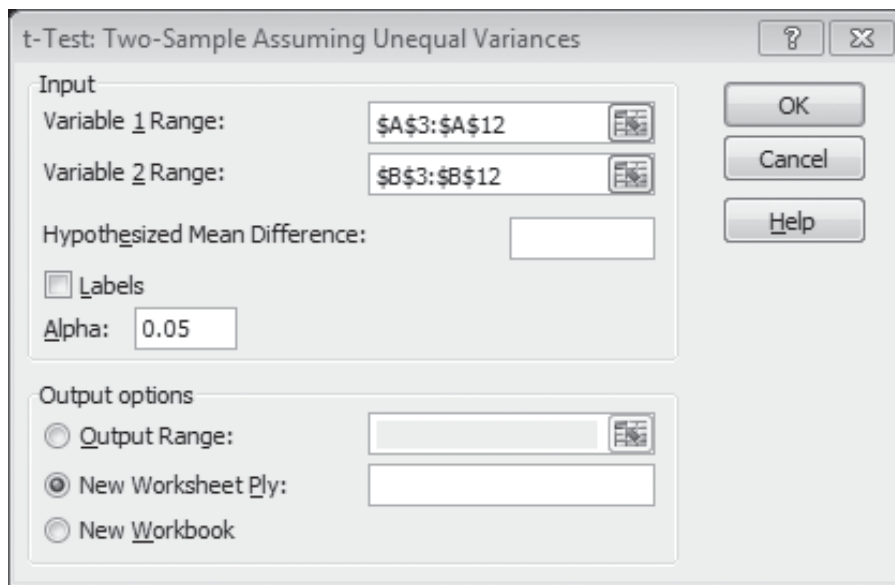 t-Test: Two-Sample Assuming Unequal Variances
Input
Variable 1 Range:
$A$3:$A$12
OK
Variable 2 Range:
$B$3:$B$12
Cancel
Hypothesized Mean Difference:
Help
Labels
Alpha:
0.05
Output options
Output Range:
New Worksheet Ply:
New Workbook